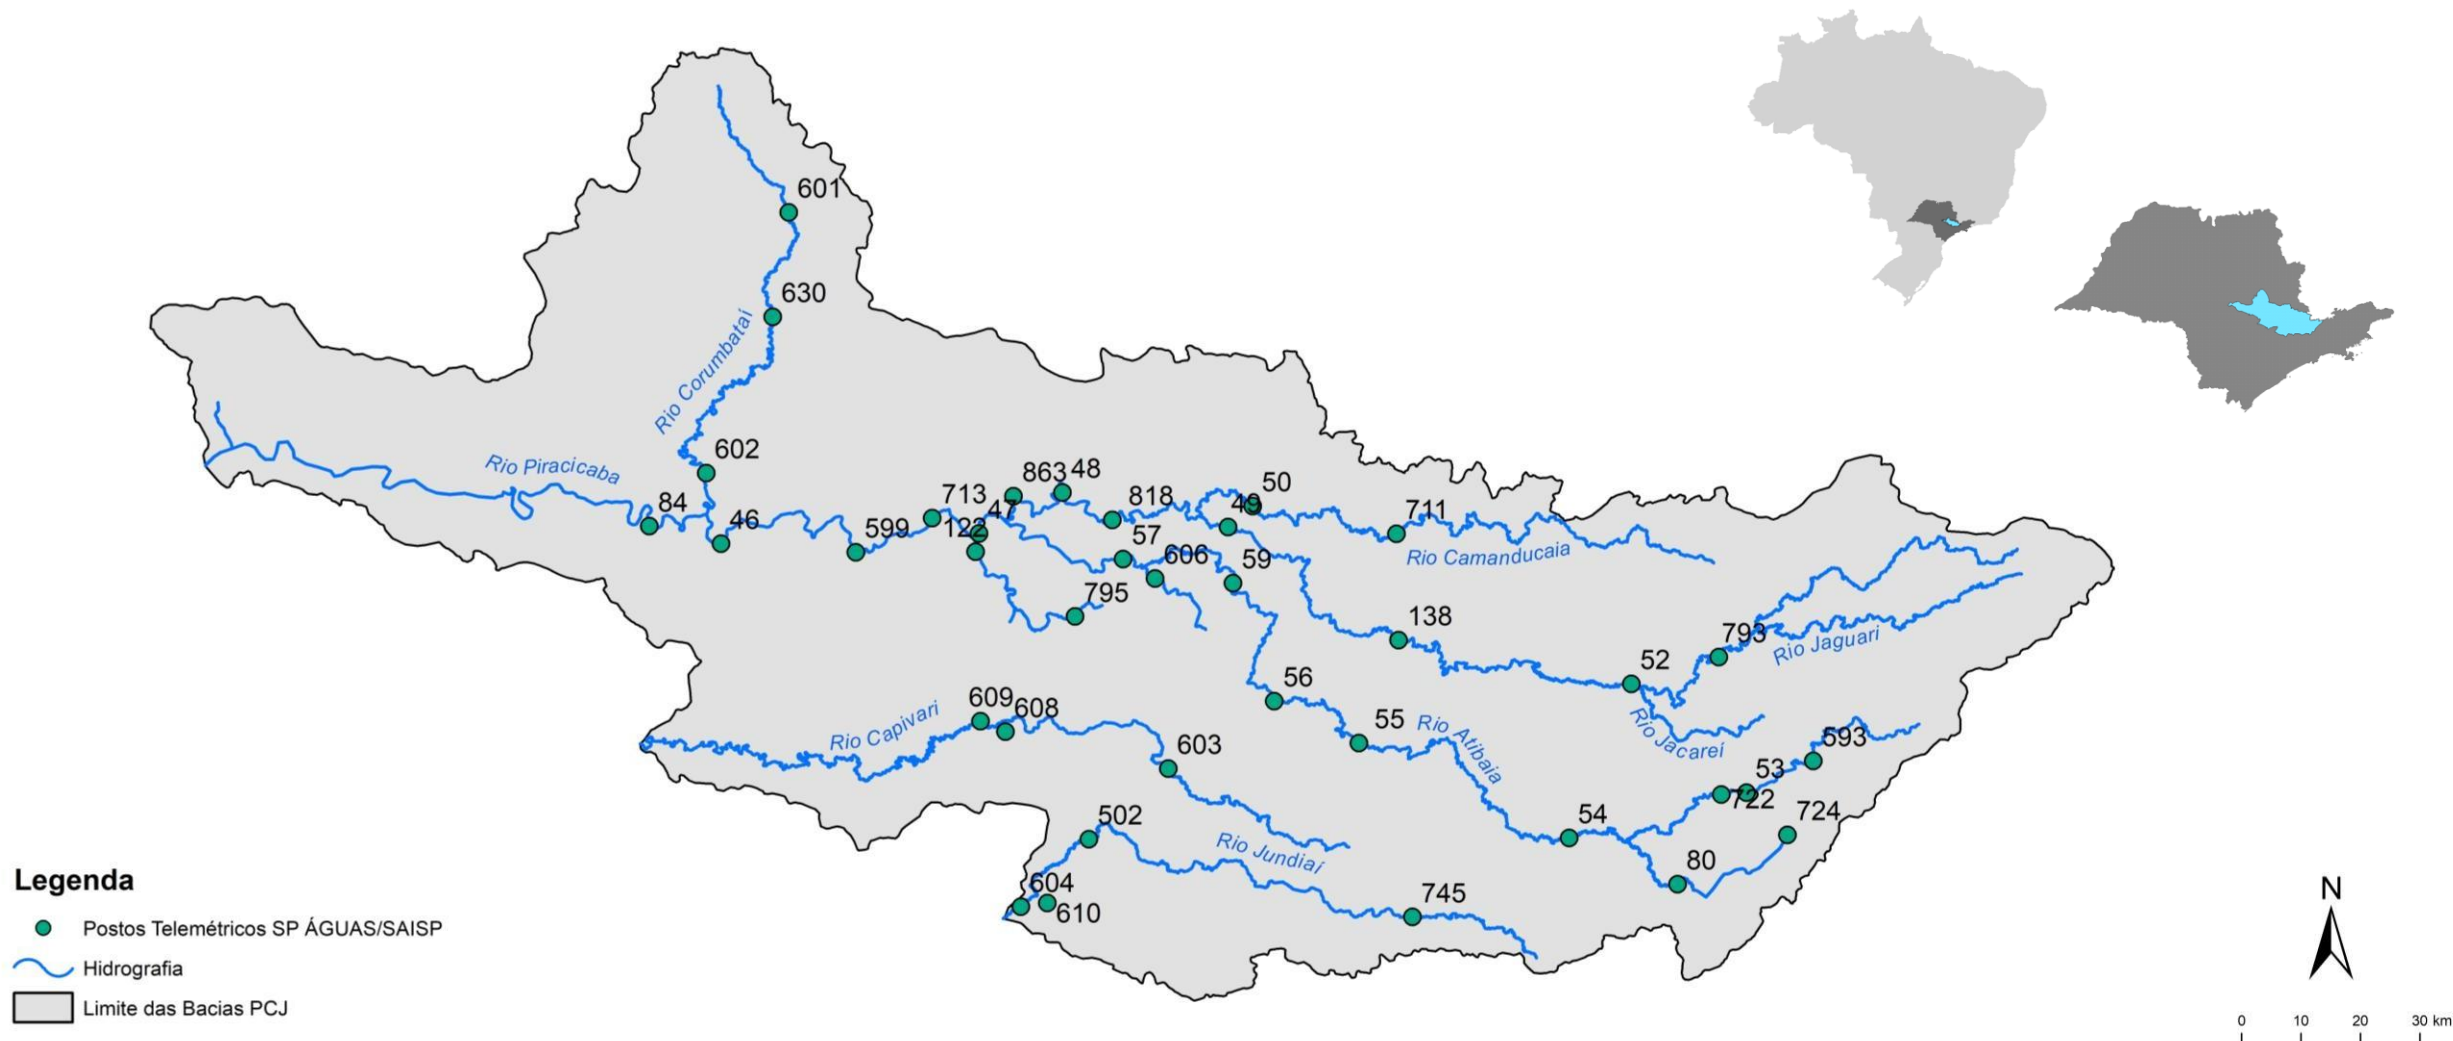 601
630
Rio Corumbataí
602
Rio Piracicaba
84
46
599
713
122
47
863
48
818
57
606
795
49
50
59
711
Rio Camanducaia
138
52
793
Rio Jaguari
Rio Jacareí
593
53
722
724
80
54
Rio Atibaia
55
56
609
608
Rio Capivari
603
502
Rio Jundiaí
745
604
610
Legenda
Postos Telemétricos SP ÁGUAS/SAISP
Hidrografia
Limite das Bacias PCJ
N
0 10 20 30 km